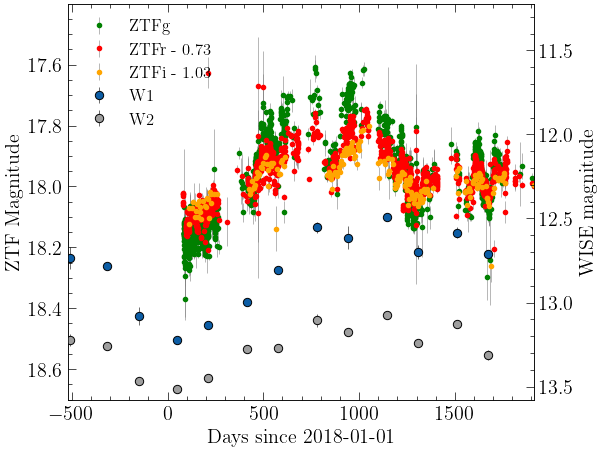 ZTFg
ZTFr - 0.73
ZTFi - 1.03
W1
W2
17.6
17.8
18.0
18.2
18.4
18.6
ZTF Magnitude
11.5
12.0
12.5
13.0
13.5
WISE magnitude
−500
0
500
1000
1500
Days since 2018-01-01